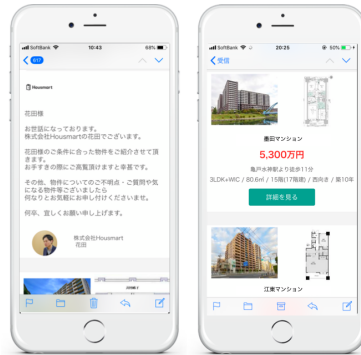 SoftBank
10:43
68%
617
Housmart
花田様
お世話になっております。
株式会社Housmartの花田でございます。
花田様のご条件に合った物件をご紹介させて頂
きます。
お手すきの際にご高覧頂けますと幸甚です。
その他、物件についてのご不明点・ご質問や気
になる物件等ございましたら
何なりとお気軽にお申し付けくださいませ。
何卒、宜しくお願い申し上げます。
株式会社Housmart
花田
SoftBank
20:25
50%
受信
墨田マンション
5,300万円
亀戸水神駅より徒歩11分
3LDK+WIC / 80.6㎡ / 15階(17階建) / 西向き / 築10年
詳細を見る
江東マンション